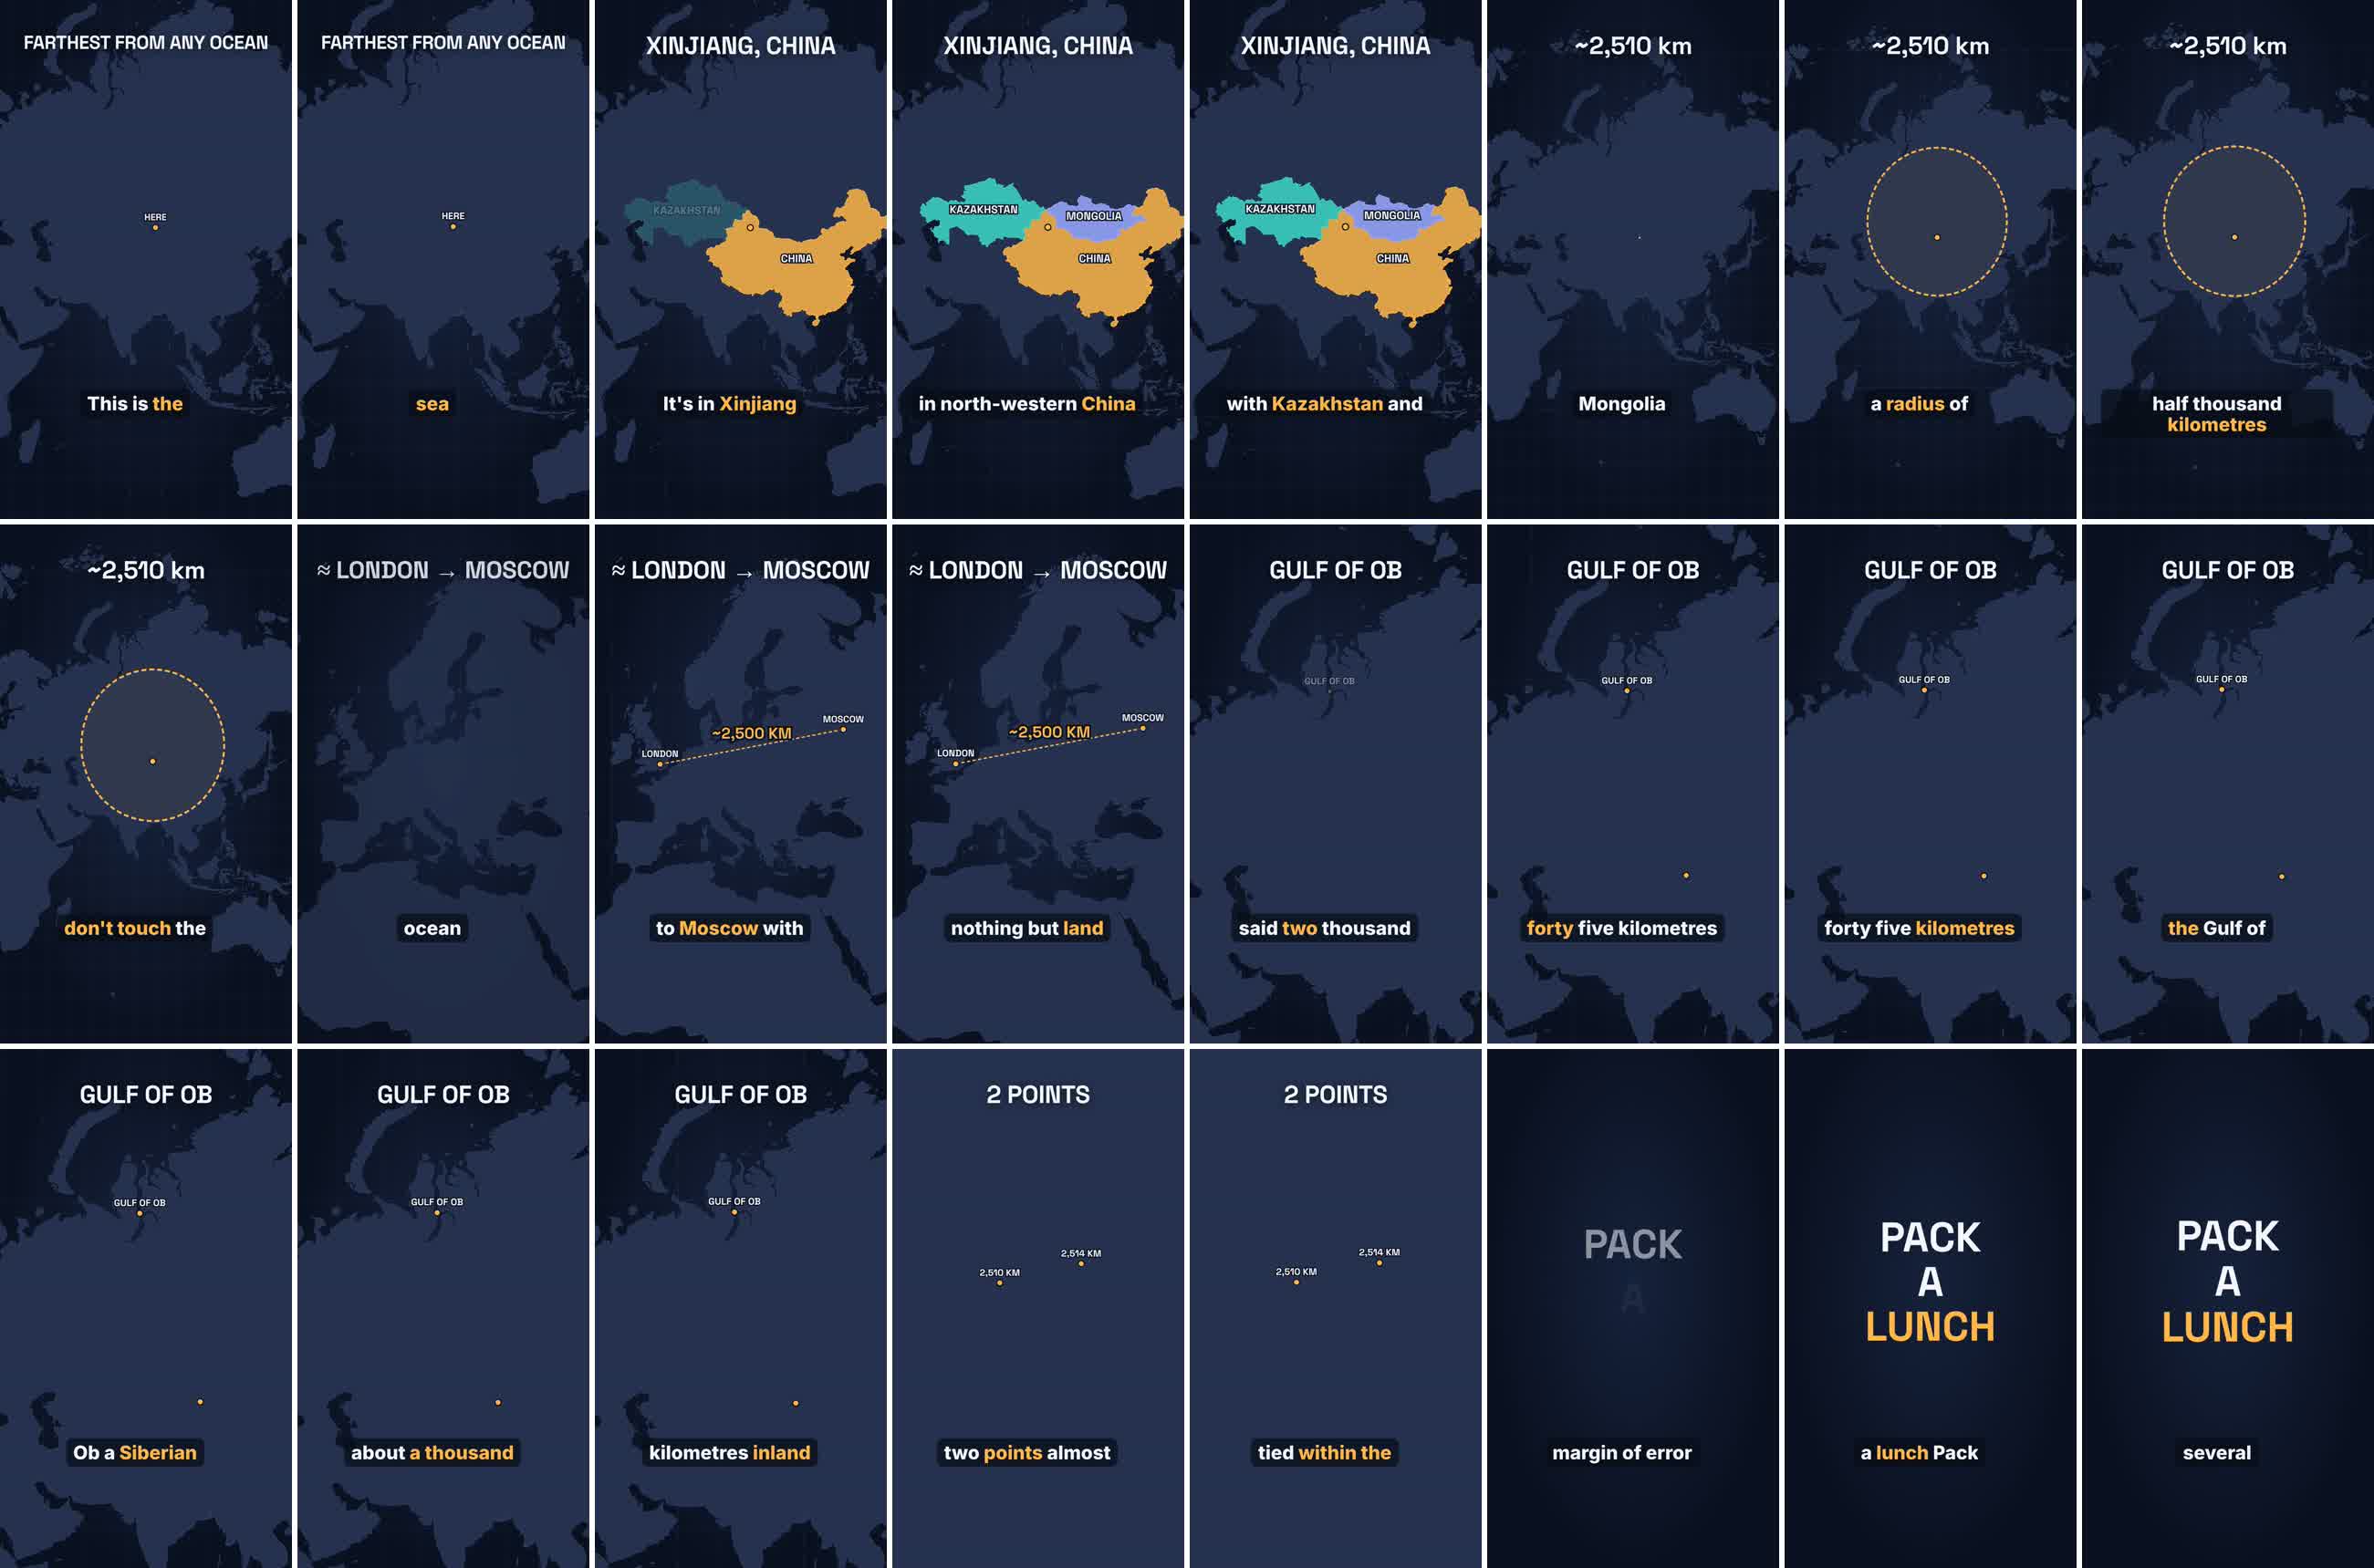 FARTHEST FROM ANY OCEAN
HERE
This is the
FARTHEST FROM ANY OCEAN
HERE
sea
XINJIANG, CHINA
KAZAKHSTAN
CHINA
It's in Xinjiang
XINJIANG, CHINA
KAZAKHSTAN
MONGOLIA
CHINA
in north-western China
XINJIANG, CHINA
KAZAKHSTAN
MONGOLIA
CHINA
with Kazakhstan and
~2,510 km
Mongolia
~2,510 km
a radius of
~2,510 km
half thousand
kilometres
~2,510 km
don't touch the
≈ LONDON → MOSCOW
ocean
≈ LONDON → MOSCOW
MOSCOW
~2,500 KM
LONDON
to Moscow with
≈ LONDON → MOSCOW
MOSCOW
~2,500 KM
LONDON
nothing but land
GULF OF OB
GULF OF OB
said two thousand
GULF OF OB
GULF OF OB
forty five kilometres
GULF OF OB
GULF OF OB
forty five kilometres
GULF OF OB
GULF OF OB
the Gulf of
GULF OF OB
GULF OF OB
Ob a Siberian
GULF OF OB
GULF OF OB
about a thousand
GULF OF OB
GULF OF OB
kilometres inland
2 POINTS
2,514 KM
2,510 KM
two points almost
2 POINTS
2,514 KM
2,510 KM
tied within the
PACK
A
margin of error
PACK
A
LUNCH
a lunch Pack
PACK
A
LUNCH
several